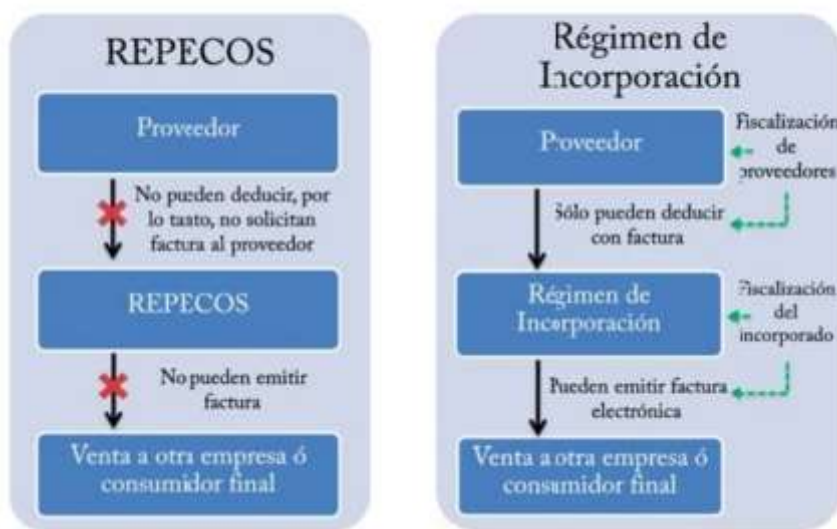 REPECOS
Proveedor
No pueden deducir, por
lo tanto, no solicitan
factura al proveedor
REPECOS
No pueden emitir
factura
Venta a otra empresa ó
consumidor final
Régimen de
Incorporación
Proveedor
Fiscalización
de
proveedores
Sólo pueden deducir
con factura
Régimen de
Incorporación
Fiscalización
del
incorporado
Pueden emitir factura
electrónica
Venta a otra empresa ó
consumidor final